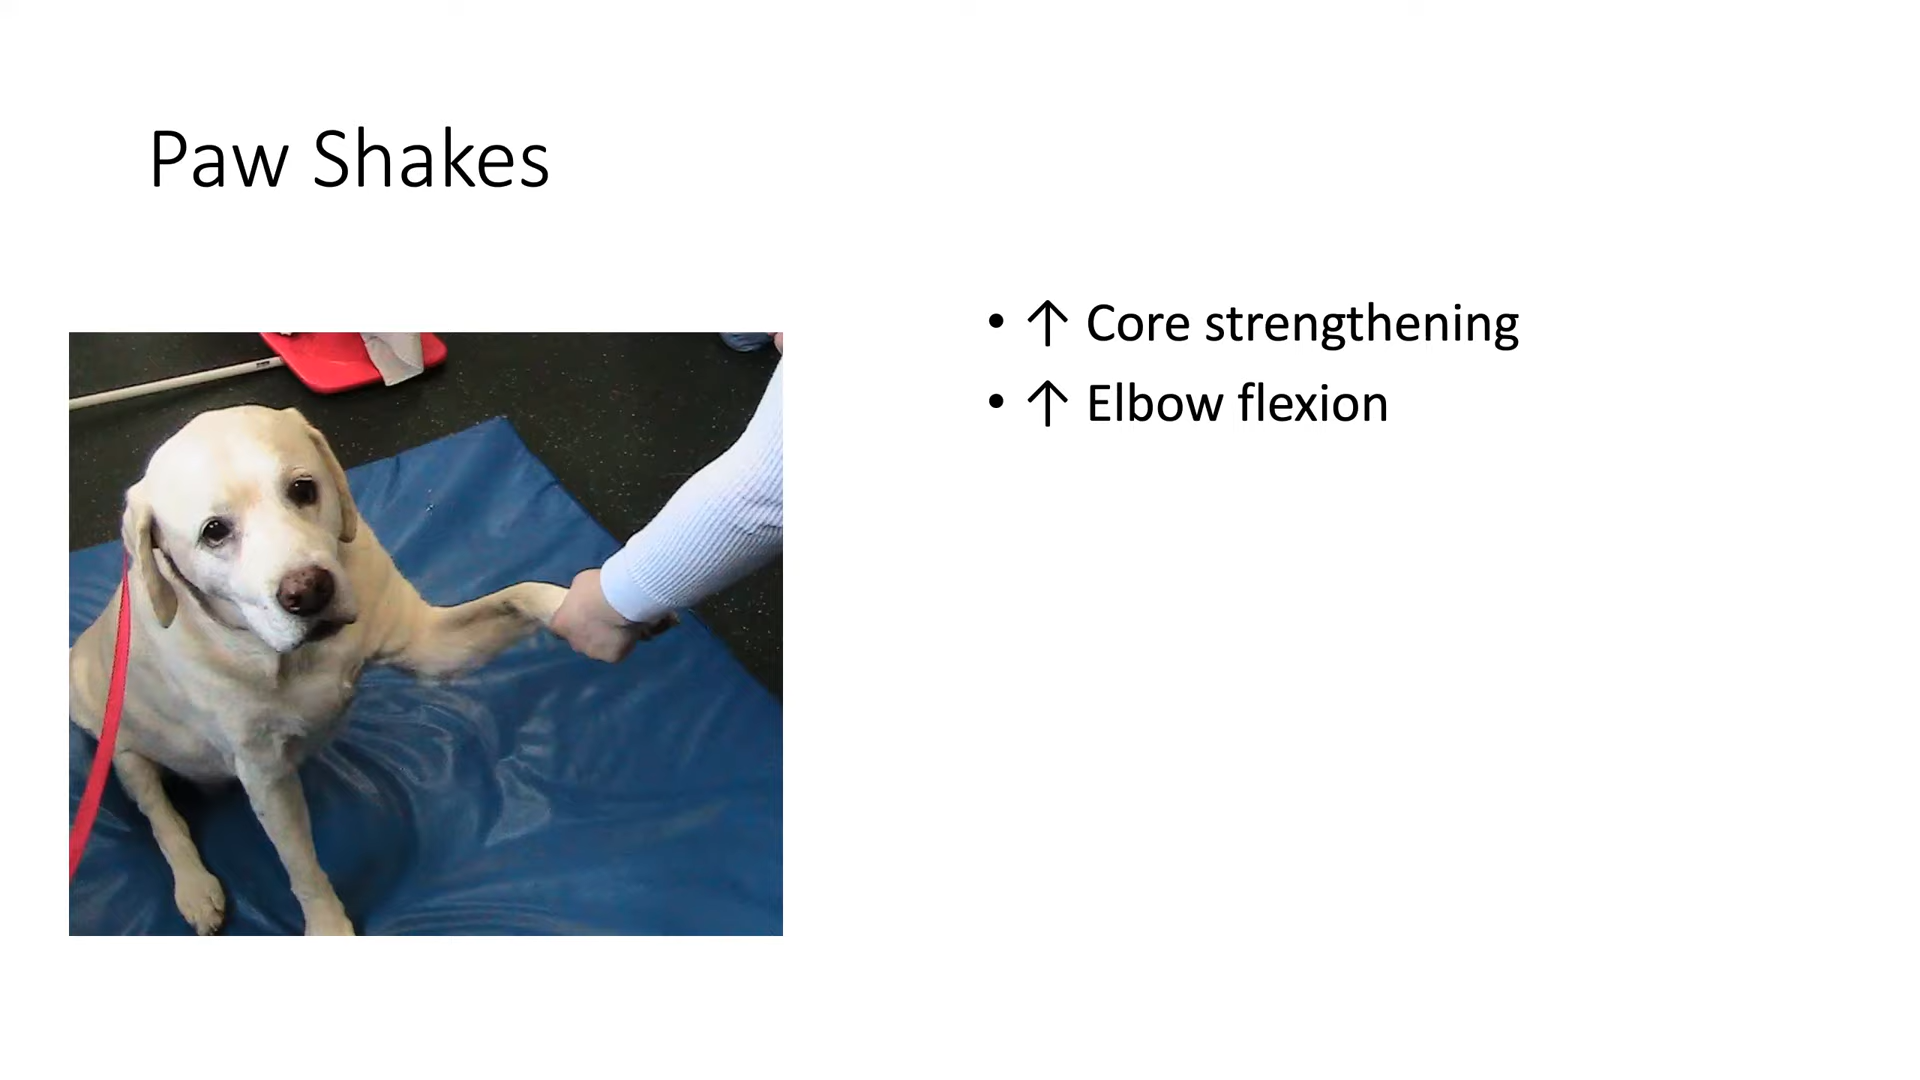 Paw Shakes
• ↑ Core strengthening
• ↑ Elbow flexion